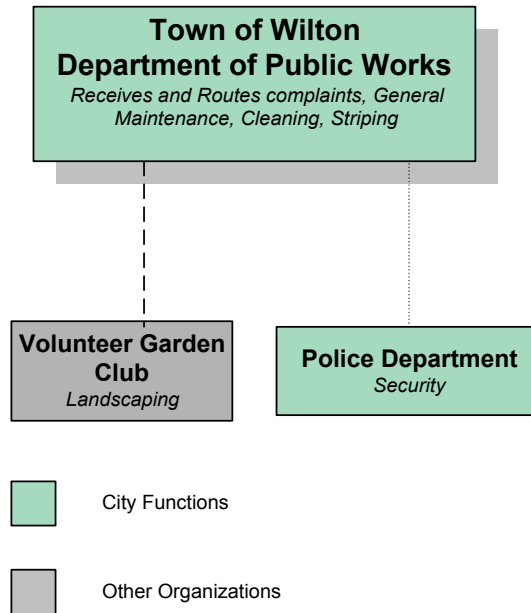 Town of Wilton
Department of Public Works
Receives and Routes complaints, General
Maintenance, Cleaning, Striping
Volunteer Garden
Club
Landscaping
Police Department
Security
City Functions
Other Organizations